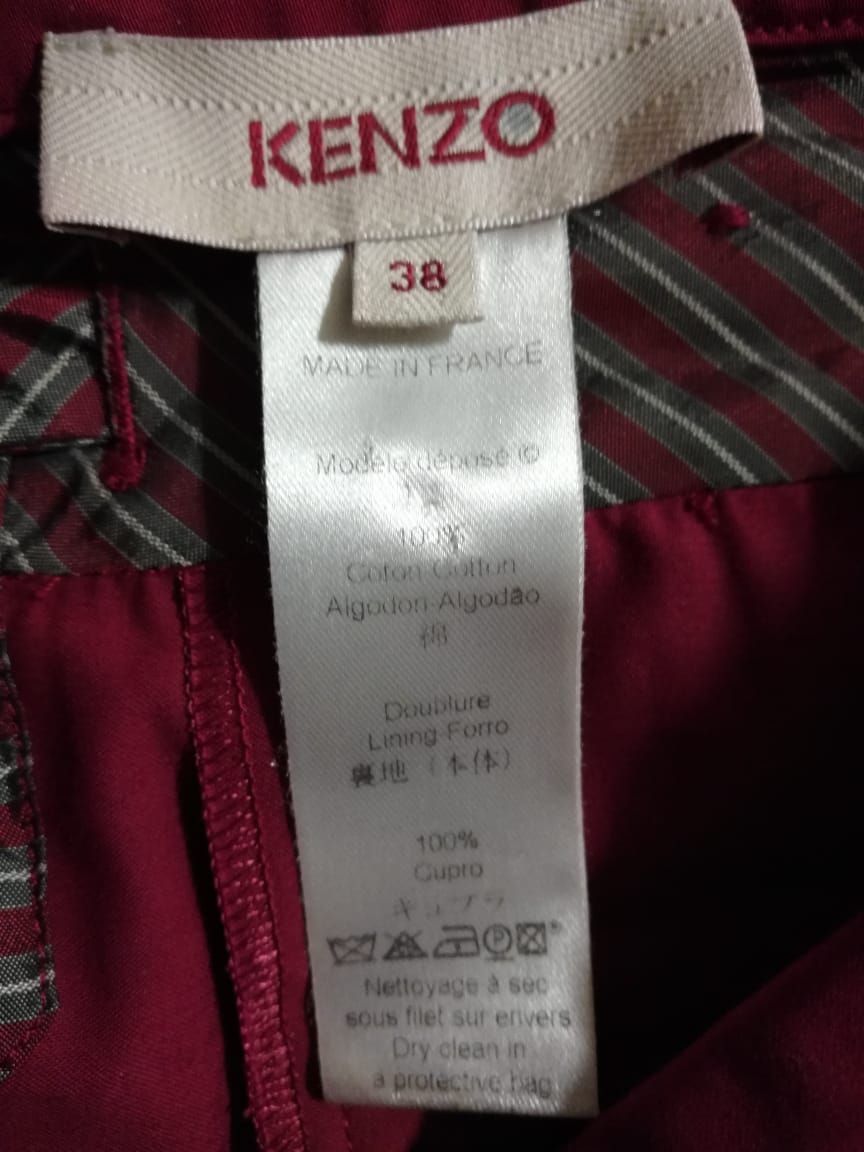 KENZO
38
MADE IN FRANCE
Modèle déposé ©
100%
Coton-Cotton
Algodon-Algodão
綿
Doublure
Lining-Forro
裏地 (本体)
100%
Cupro
キュプラ
P
Nettoyage à sec
sous filet sur envers
Dry clean in
a protective bag